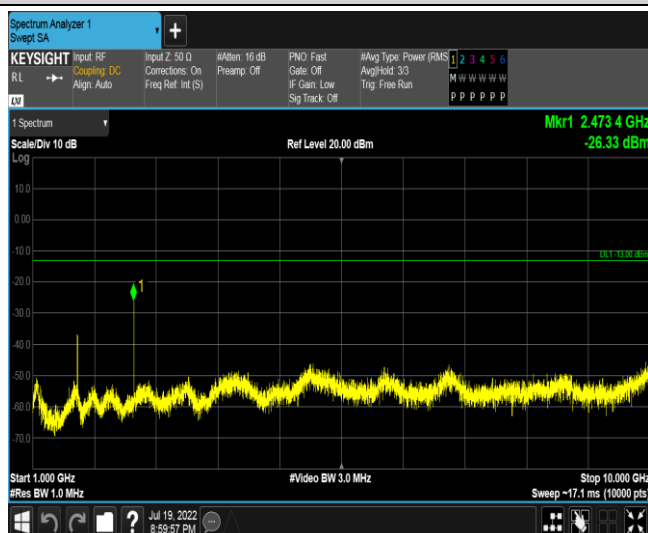 Spectrum Analyzer 1
Swept SA
+
KEYSIGHT
RL
LXI
Input: RF
Coupling: DC
Align: Auto
Input Z: 50 Ω
Corrections: On
Freq Ref: Int (S)
#Atten: 16 dB
Preamp: Off
PNO: Fast
Gate: Off
IF Gain: Low
Sig Track: Off
#Avg Type: Power (RMS
Avg|Hold: 3/3
Trig: Free Run
1 2 3 4 5 6
M W W W W W
P P P P P P
1 Spectrum
Mkr1 2.473 4 GHz
Scale/Div 10 dB
Ref Level 20.00 dBm
-26.33 dBm
Log
10.0
0.00
-10.0
DL1 -13.00 dBm
-20.0
1
-30.0
-40.0
-50.0
-60.0
-70.0
Start 1.000 GHz
#Video BW 3.0 MHz
Stop 10.000 GHz
#Res BW 1.0 MHz
Sweep ~17.1 ms (10000 pts)
?
Jul 19, 2022
8:59:57 PM